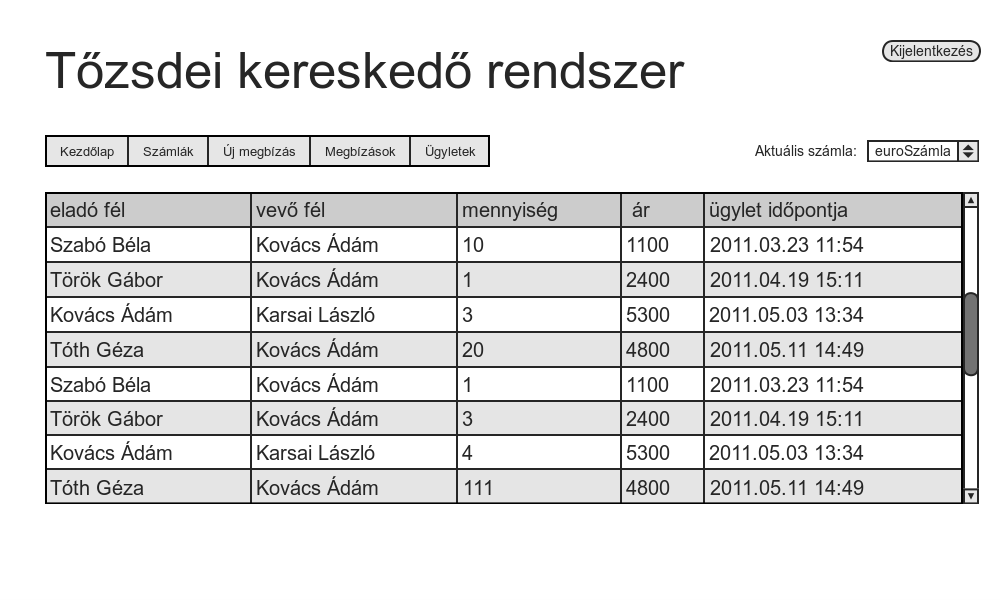 Tőzsdei kereskedő rendszer
Kijelentkezés
Kezdőlap Számlák Új megbízás Megbízások Ügyletek
Aktuális számla: euroSzámla
eladó fél vevő fél mennyiség ár ügylet időpontja
Szabó Béla Kovács Ádám 10 1100 2011.03.23 11:54
Török Gábor Kovács Ádám 1 2400 2011.04.19 15:11
Kovács Ádám Karsai László 3 5300 2011.05.03 13:34
Tóth Géza Kovács Ádám 20 4800 2011.05.11 14:49
Szabó Béla Kovács Ádám 1 1100 2011.03.23 11:54
Török Gábor Kovács Ádám 3 2400 2011.04.19 15:11
Kovács Ádám Karsai László 4 5300 2011.05.03 13:34
Tóth Géza Kovács Ádám 111 4800 2011.05.11 14:49